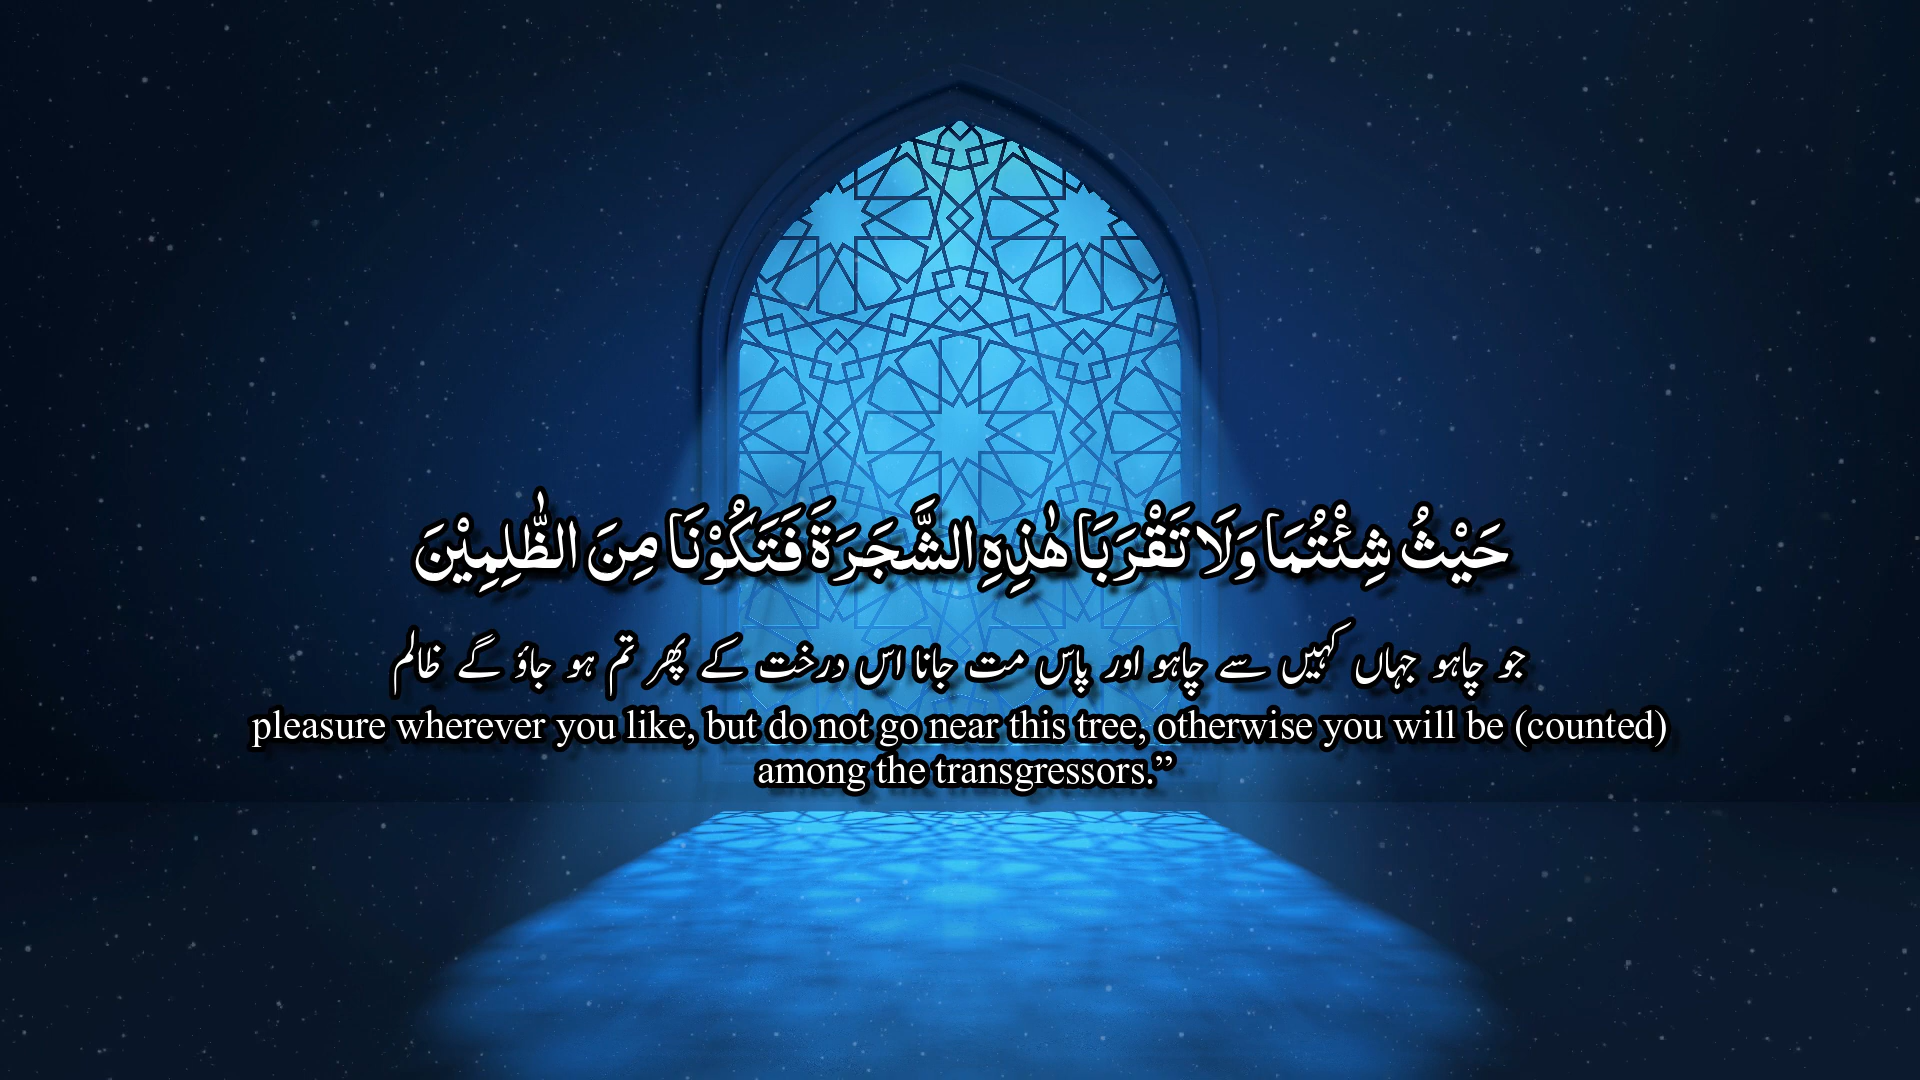 حَيْثُ شِئْتُمَا وَلَا تَقْرَبَا هٰذِهِ الشَّجَرَةَ فَتَكُوْنَا مِنَ الظّٰلِمِيْنَ
جو چاہو جہاں کہیں سے چاہو اور پاس مت جانا اس درخت کے پھر تم ہو جاؤ گے ظالم
pleasure wherever you like, but do not go near this tree, otherwise you will be (counted)
among the transgressors.”